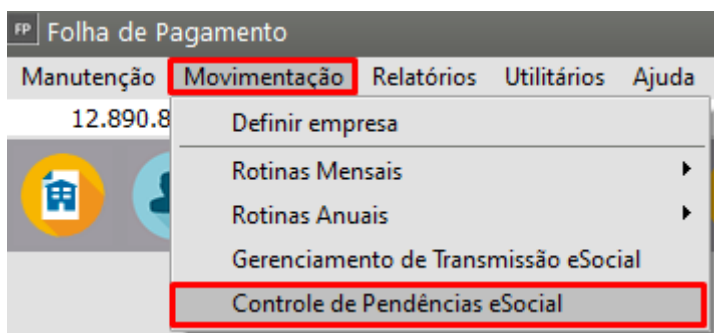 FP Folha de Pagamento
Manutenção Movimentação Relatórios Utilitários Ajuda
12.890.8
Definir empresa
Rotinas Mensais
Rotinas Anuais
Gerenciamento de Transmissão eSocial
Controle de Pendências eSocial